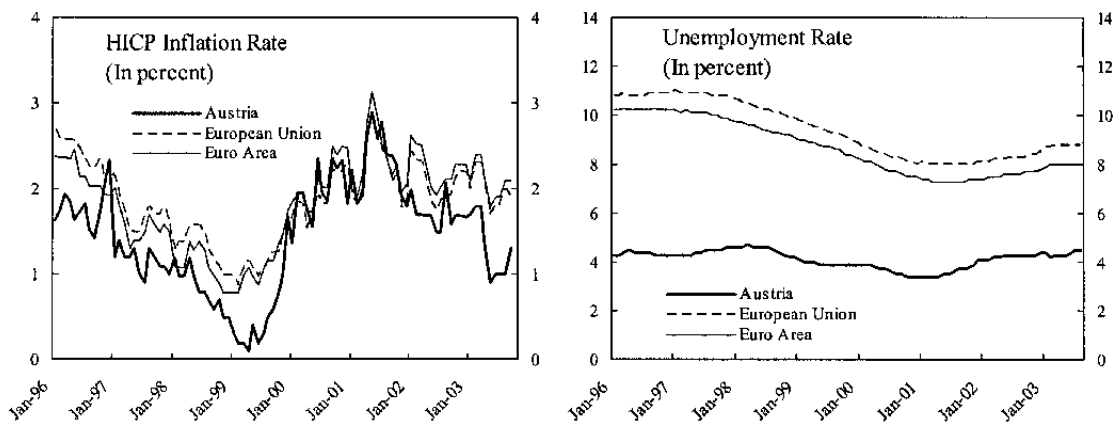 HICP Inflation Rate
(In percent)
Austria
European Union
Euro Area
4
3
2
1
0
4
3
2
1
0
Jan-96
Jan-97
Jan-98
Jan-99
Jan-00
Jan-01
Jan-02
Jan-03
Unemployment Rate
(In percent)
Austria
European Union
Euro Area
14
12
10
8
6
4
2
0
14
12
10
8
6
4
2
0
Jan-96
Jan-97
Jan-98
Jan-99
Jan-00
Jan-01
Jan-02
Jan-03